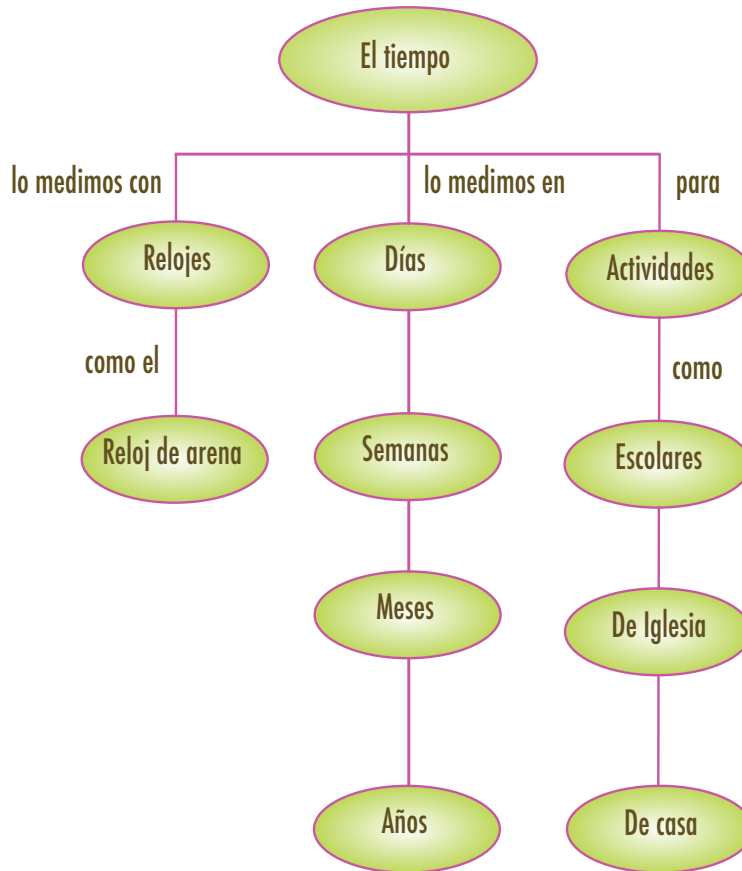 El tiempo
lo medimos con
lo medimos en
para
Relojes
Días
Actividades
como el
como
Reloj de arena
Semanas
Escolares
Meses
De Iglesia
Años
De casa